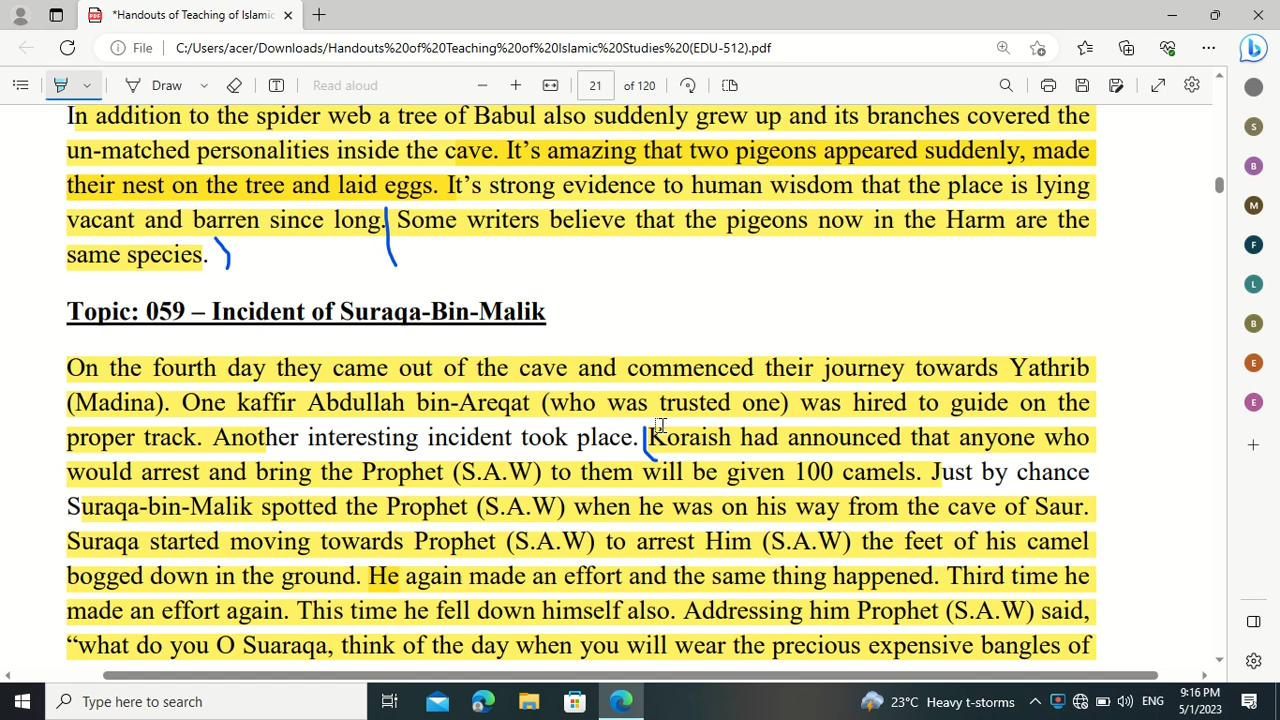 *Handouts of Teaching of Islamic
File C:/Users/acer/Downloads/Handouts%20of%20Teaching%20of%20Islamic%20Studies%20(EDU-512).pdf
Draw Read aloud 21 of 120
In addition to the spider web a tree of Babul also suddenly grew up and its branches covered the
un-matched personalities inside the cave. It’s amazing that two pigeons appeared suddenly, made
their nest on the tree and laid eggs. It’s strong evidence to human wisdom that the place is lying
vacant and barren since long. Some writers believe that the pigeons now in the Harm are the
same species.
Topic: 059 – Incident of Suraqa-Bin-Malik
On the fourth day they came out of the cave and commenced their journey towards Yathrib
(Madina). One kaffir Abdullah bin-Areqat (who was trusted one) was hired to guide on the
proper track. Another interesting incident took place. Koraish had announced that anyone who
would arrest and bring the Prophet (S.A.W) to them will be given 100 camels. Just by chance
Suraqa-bin-Malik spotted the Prophet (S.A.W) when he was on his way from the cave of Saur.
Suraqa started moving towards Prophet (S.A.W) to arrest Him (S.A.W) the feet of his camel
bogged down in the ground. He again made an effort and the same thing happened. Third time he
made an effort again. This time he fell down himself also. Addressing him Prophet (S.A.W) said,
“what do you O Suaraqa, think of the day when you will wear the precious expensive bangles of
S
B
M
F
L
B
E
E
Type here to search
23°C Heavy t-storms
ENG
9:16 PM
5/1/2023